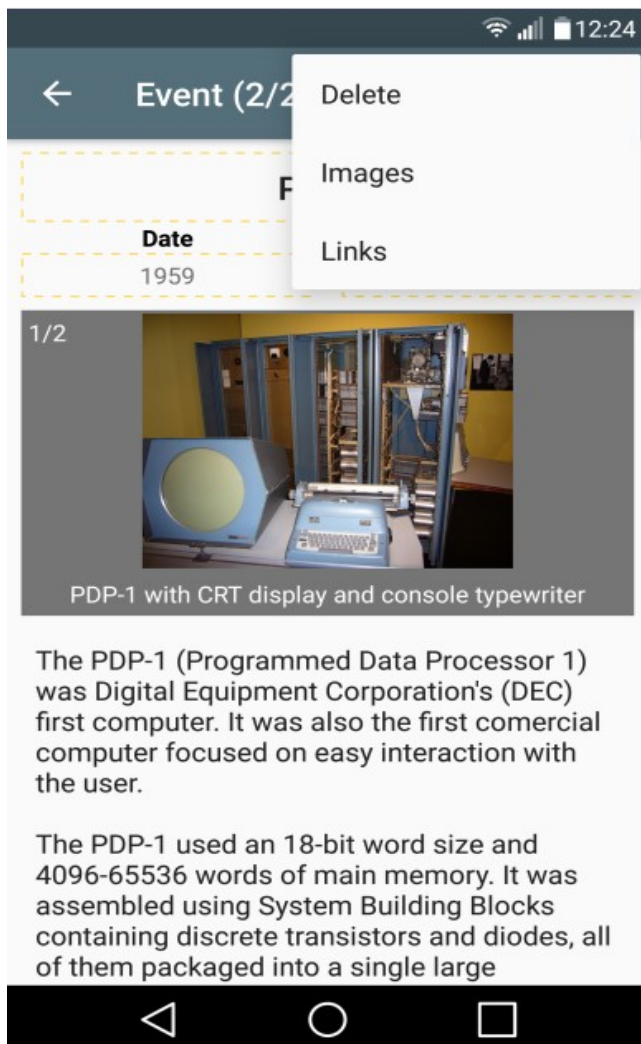 12:24
Event (2/2
Delete
Images
Links
Date
1959
1/2
PDP-1 with CRT display and console typewriter
The PDP-1 (Programmed Data Processor 1)
was Digital Equipment Corporation's (DEC)
first computer. It was also the first comercial
computer focused on easy interaction with
the user.
The PDP-1 used an 18-bit word size and
4096-65536 words of main memory. It was
assembled using System Building Blocks
containing discrete transistors and diodes, all
of them packaged into a single large